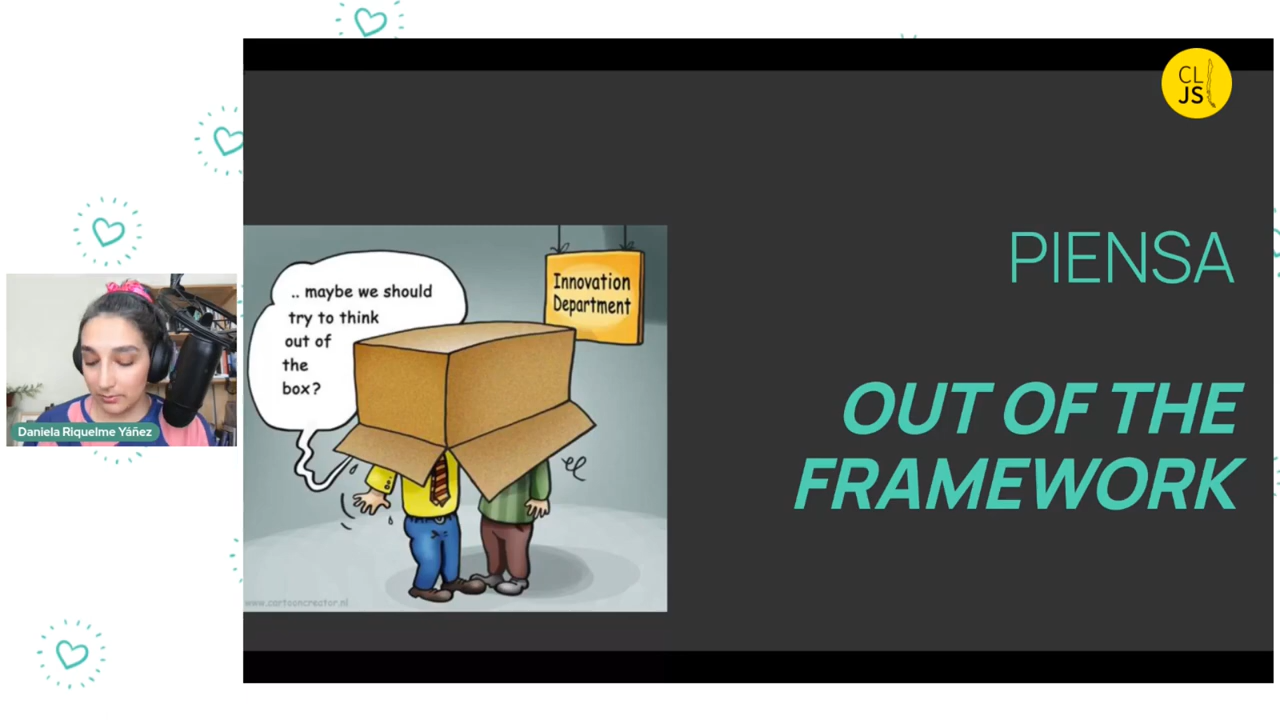 CL
JS
PIENSA
OUT OF THE
FRAMEWORK
Innovation
Department
.. maybe we should
try to think
out of
the
box?
www.cartooncreator.nl
Daniela Riquelme Yáñez